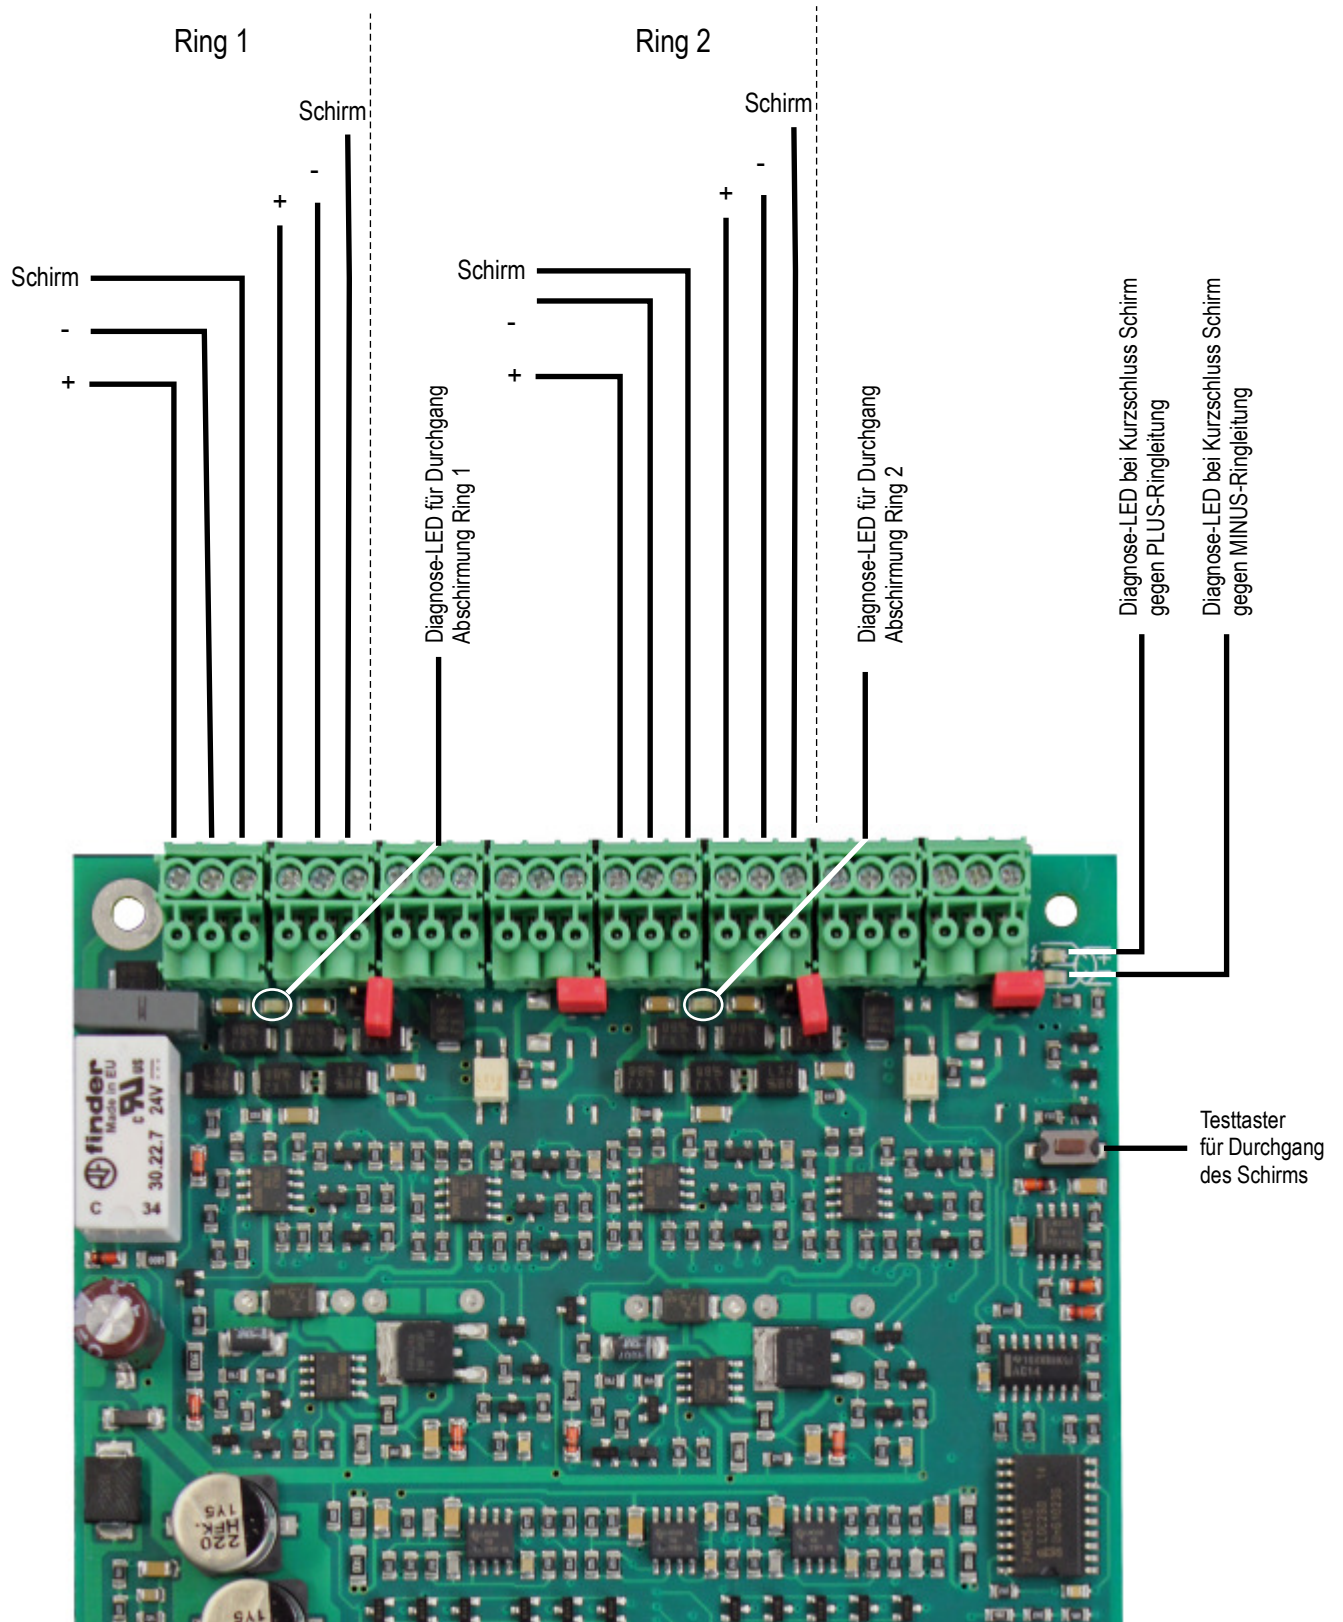 Ring 1
Ring 2
Schirm
Schirm
-
-
+
+
Schirm
Schirm
-
-
+
+
Diagnose-LED für Durchgang
Abschirmung Ring 1
Diagnose-LED für Durchgang
Abschirmung Ring 2
Diagnose-LED bei Kurzschluss Schirm
gegen PLUS-Ringleitung
Diagnose-LED bei Kurzschluss Schirm
gegen MINUS-Ringleitung
Testtaster
für Durchgang
des Schirms
finder
Made in EU
C US
30.22.7 24V
C 34